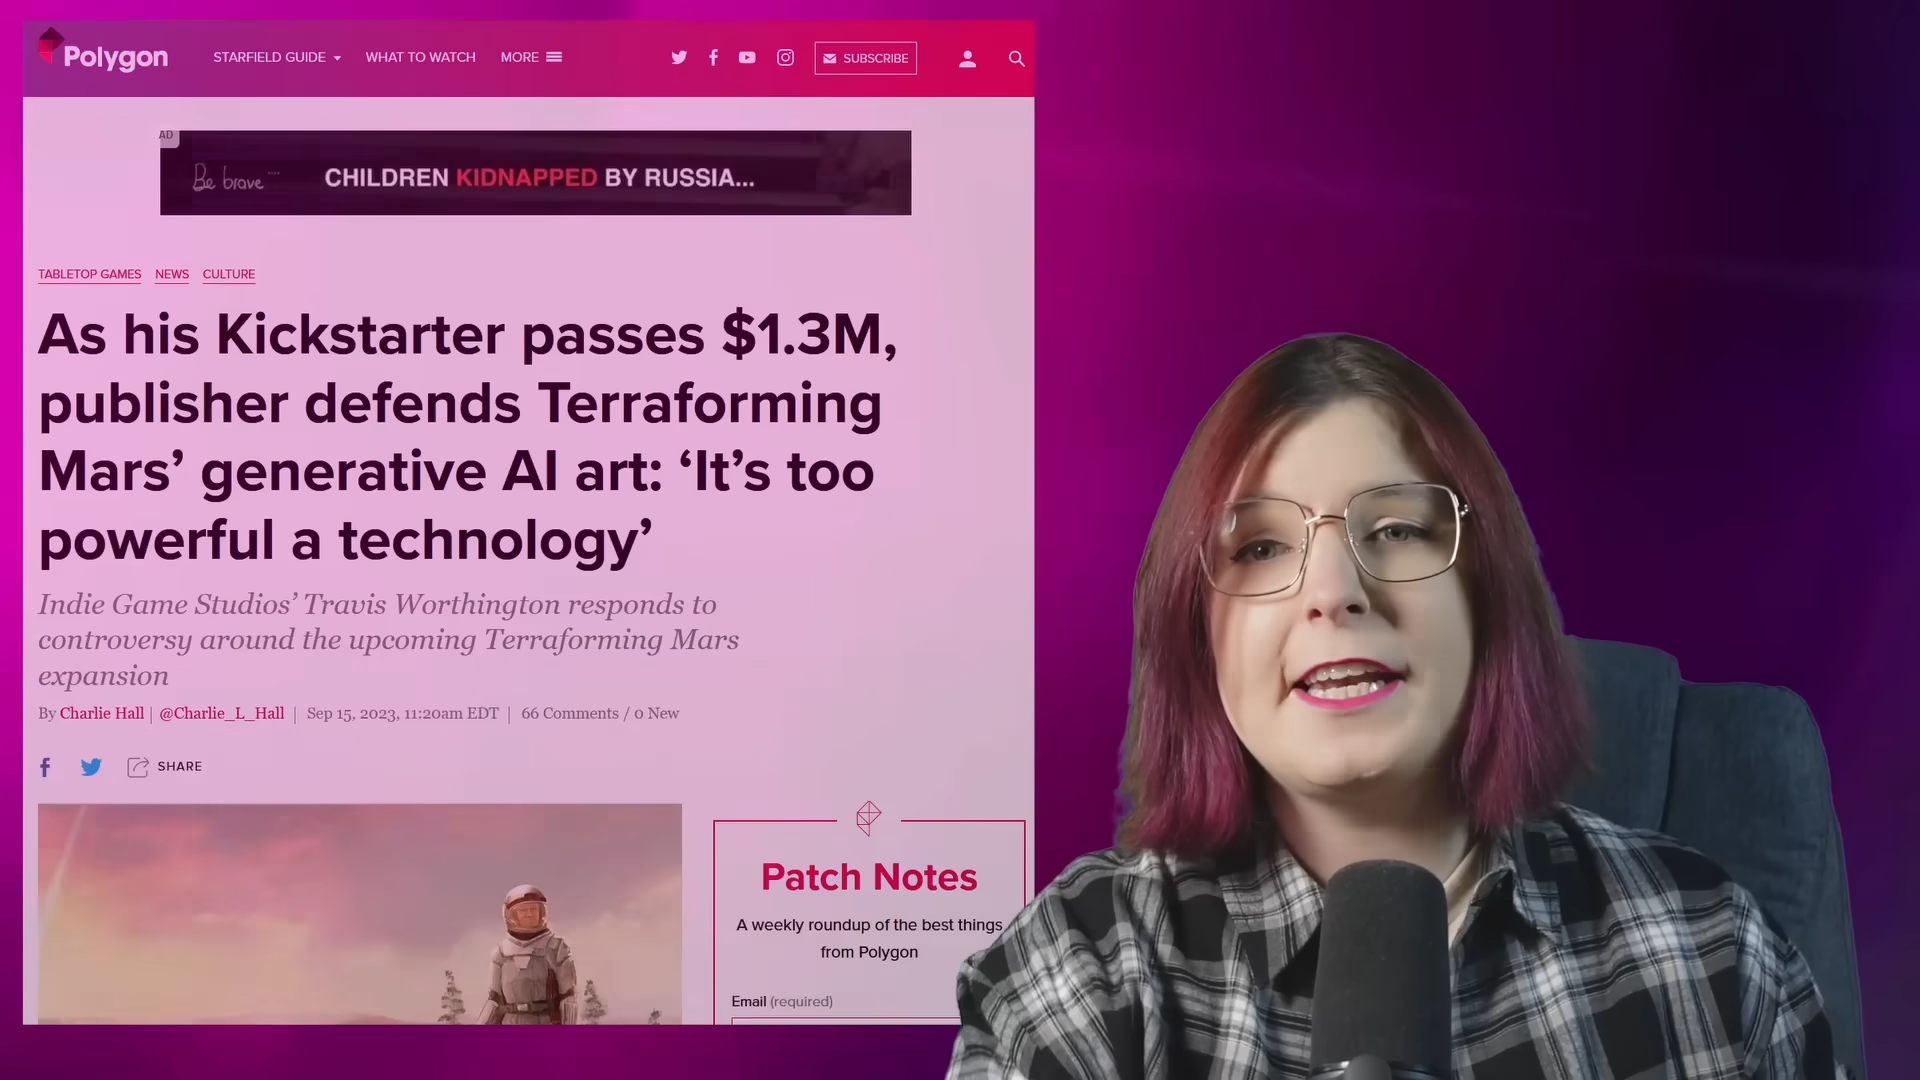 Polygon
STARFIELD GUIDE
WHAT TO WATCH
MORE
SUBSCRIBE
AD
Be brave
CHILDREN KIDNAPPED BY RUSSIA...
TABLETOP GAMES NEWS CULTURE
As his Kickstarter passes $1.3M,
publisher defends Terraforming
Mars’ generative AI art: ‘It’s too
powerful a technology’
Indie Game Studios’ Travis Worthington responds to
controversy around the upcoming Terraforming Mars
expansion
By Charlie Hall | @Charlie_L_Hall | Sep 15, 2023, 11:20am EDT | 66 Comments / 0 New
SHARE
Patch Notes
A weekly roundup of the best things
from Polygon
Email (required)